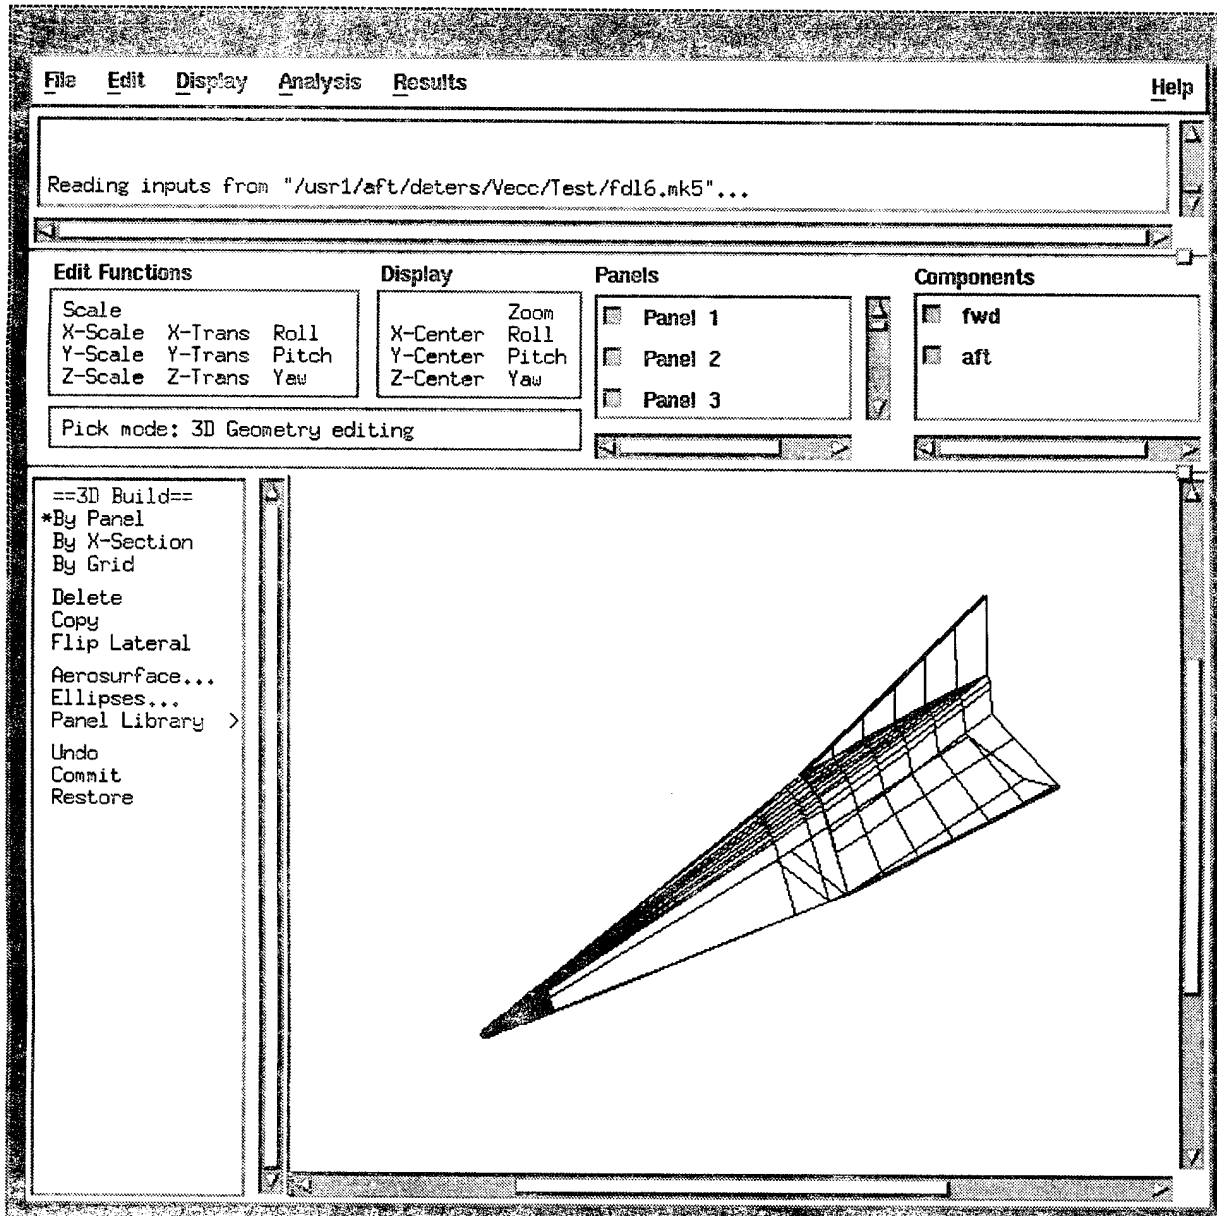 File Edit Display Analysis Results Help
Reading inputs from "/usr1/aft/deters/Vecc/Test/fdl6.mk5"...
Edit Functions
Scale
X-Scale X-Trans Roll
Y-Scale Y-Trans Pitch
Z-Scale Z-Trans Yaw
Display
Zoom
X-Center Roll
Y-Center Pitch
Z-Center Yaw
Pick mode: 3D Geometry editing
Panels
Panel 1
Panel 2
Panel 3
Components
fwd
aft
==3D Build==
*By Panel
By X-Section
By Grid
Delete
Copy
Flip Lateral
Aerosurface...
Ellipses...
Panel Library >
Undo
Commit
Restore